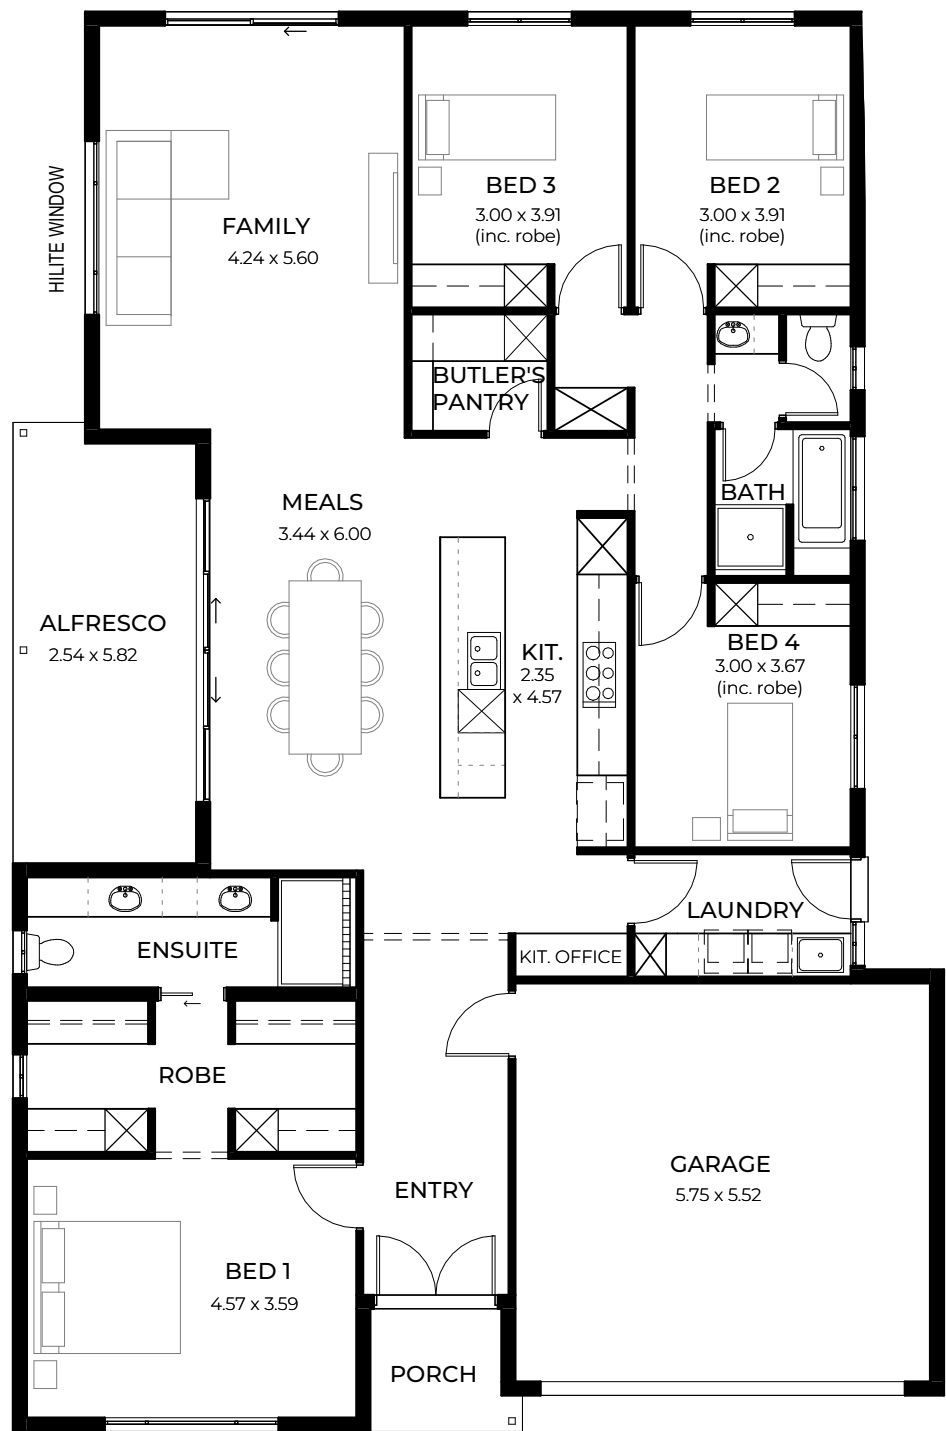 HILITE WINDOW
FAMILY
4.24 x 5.60
BED 3
3.00 x 3.91
(inc. robe)
BED 2
3.00 x 3.91
(inc. robe)
BUTLER'S
PANTRY
BATH
MEALS
3.44 x 6.00
ALFRESCO
2.54 x 5.82
KIT.
2.35
x 4.57
BED 4
3.00 x 3.67
(inc. robe)
LAUNDRY
KIT. OFFICE
ENSUITE
ROBE
ENTRY
GARAGE
5.75 x 5.52
BED 1
4.57 x 3.59
PORCH